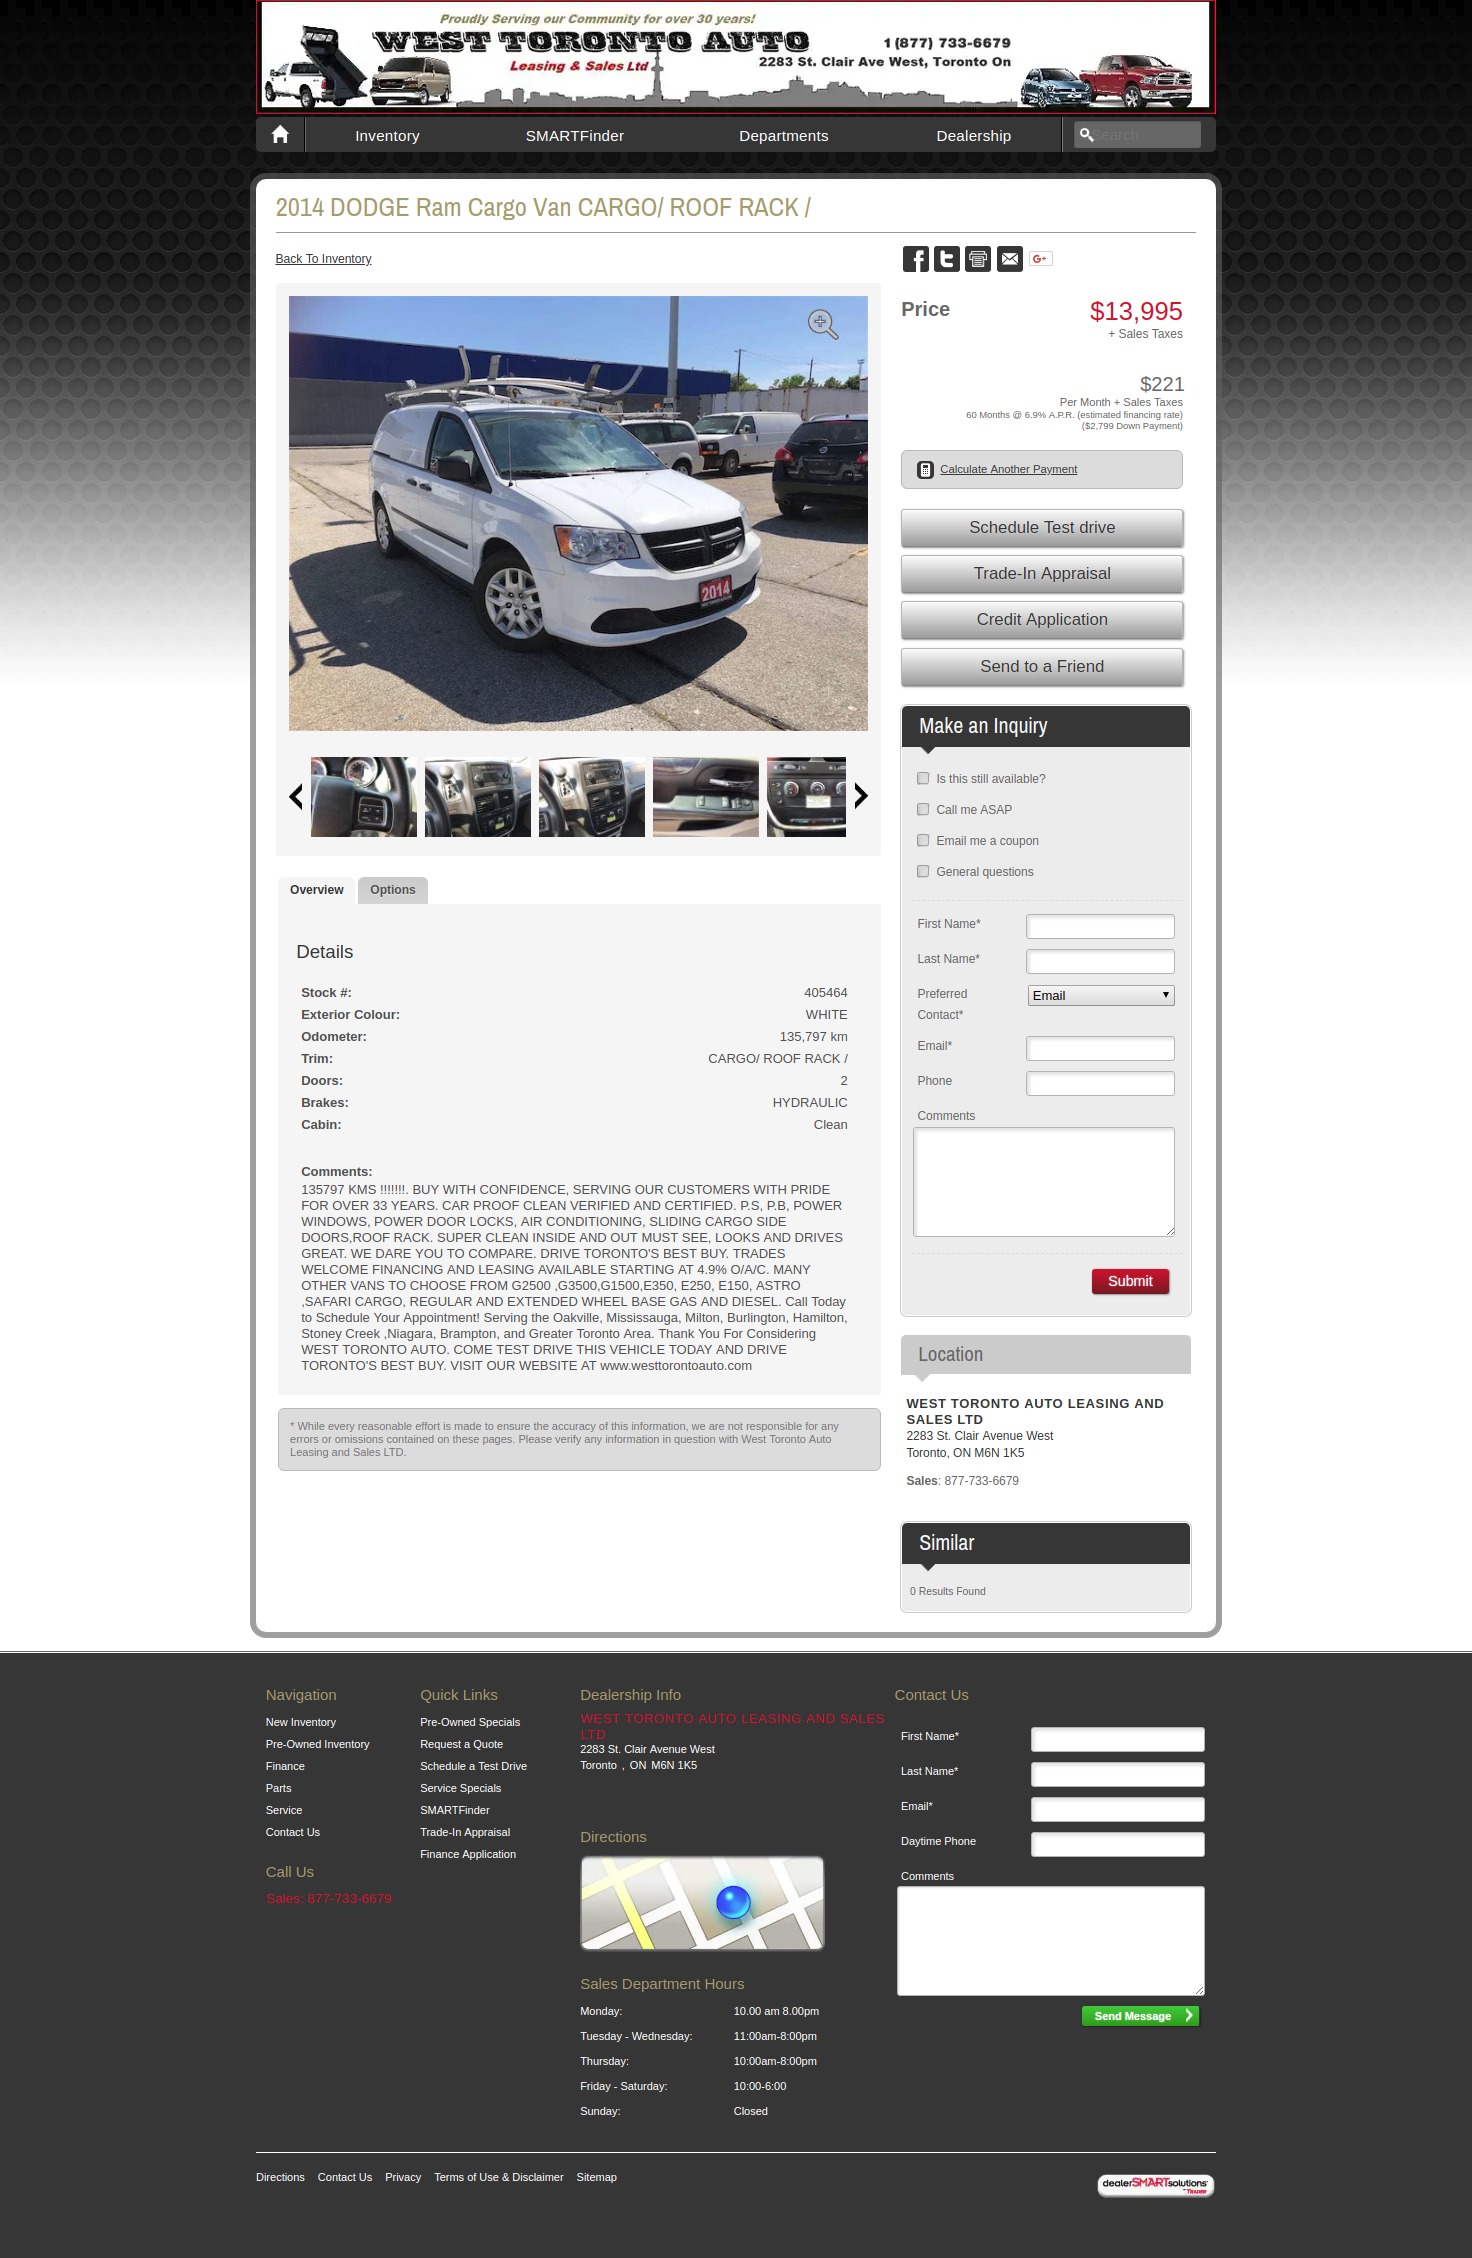 Proudly Serving our Community for over 30 years!
WEST TORONTO AUTO
Leasing & Sales Ltd
1 (877) 733-6679
2283 St. Clair Ave West, Toronto On
Inventory
SMARTFinder
Departments
Dealership
Search
2014 DODGE Ram Cargo Van CARGO/ ROOF RACK /
Back To Inventory
G+
2014
Price
$13,995
+ Sales Taxes
$221
Per Month + Sales Taxes
60 Months @ 6.9% A.P.R. (estimated financing rate)
($2,799 Down Payment)
Calculate Another Payment
Schedule Test drive
Trade-In Appraisal
Credit Application
Send to a Friend
Make an Inquiry
Is this still available?
Call me ASAP
Email me a coupon
General questions
First Name*
Last Name*
Preferred
Contact*
Email
Email*
Phone
Comments
Submit
Overview
Options
Details
Stock #: 405464
Exterior Colour: WHITE
Odometer: 135,797 km
Trim: CARGO/ ROOF RACK /
Doors: 2
Brakes: HYDRAULIC
Cabin: Clean
Comments:
135797 KMS !!!!!!!. BUY WITH CONFIDENCE, SERVING OUR CUSTOMERS WITH PRIDE
FOR OVER 33 YEARS. CAR PROOF CLEAN VERIFIED AND CERTIFIED. P.S, P.B, POWER
WINDOWS, POWER DOOR LOCKS, AIR CONDITIONING, SLIDING CARGO SIDE
DOORS,ROOF RACK. SUPER CLEAN INSIDE AND OUT MUST SEE, LOOKS AND DRIVES
GREAT. WE DARE YOU TO COMPARE. DRIVE TORONTO'S BEST BUY. TRADES
WELCOME FINANCING AND LEASING AVAILABLE STARTING AT 4.9% O/A/C. MANY
OTHER VANS TO CHOOSE FROM G2500 ,G3500,G1500,E350, E250, E150, ASTRO
,SAFARI CARGO, REGULAR AND EXTENDED WHEEL BASE GAS AND DIESEL. Call Today
to Schedule Your Appointment! Serving the Oakville, Mississauga, Milton, Burlington, Hamilton,
Stoney Creek ,Niagara, Brampton, and Greater Toronto Area. Thank You For Considering
WEST TORONTO AUTO. COME TEST DRIVE THIS VEHICLE TODAY AND DRIVE
TORONTO'S BEST BUY. VISIT OUR WEBSITE AT www.westtorontoauto.com
* While every reasonable effort is made to ensure the accuracy of this information, we are not responsible for any
errors or omissions contained on these pages. Please verify any information in question with West Toronto Auto
Leasing and Sales LTD.
Location
WEST TORONTO AUTO LEASING AND
SALES LTD
2283 St. Clair Avenue West
Toronto, ON M6N 1K5
Sales: 877-733-6679
Similar
0 Results Found
Navigation
New Inventory
Pre-Owned Inventory
Finance
Parts
Service
Contact Us
Call Us
Sales: 877-733-6679
Quick Links
Pre-Owned Specials
Request a Quote
Schedule a Test Drive
Service Specials
SMARTFinder
Trade-In Appraisal
Finance Application
Dealership Info
WEST TORONTO AUTO LEASING AND SALES
LTD
2283 St. Clair Avenue West
Toronto , ON M6N 1K5
Directions
Sales Department Hours
Monday: 10.00 am 8.00pm
Tuesday - Wednesday: 11:00am-8:00pm
Thursday: 10:00am-8:00pm
Friday - Saturday: 10:00-6:00
Sunday: Closed
Contact Us
First Name*
Last Name*
Email*
Daytime Phone
Comments
Send Message
Directions Contact Us Privacy Terms of Use & Disclaimer Sitemap
dealerSMARTsolutions
TRADER